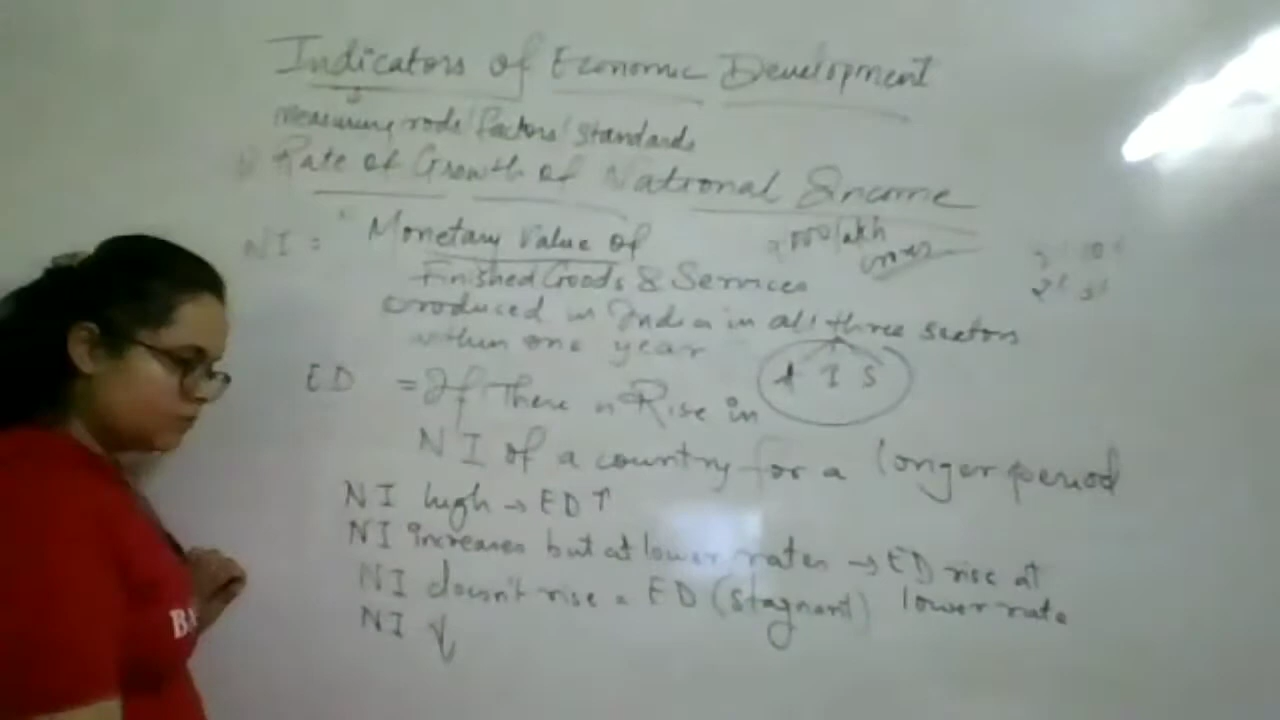 Indicators of Economic Development
measuring rods/factors/standards
Rate of Growth of National Income
NI = Monetary Value of
Finished Goods & Services
produced in India in all three sectors
within one year
A I S
ED = If There is Rise in
NI of a country for a longer period
NI high → ED↑
NI increases but at lower rates → ED rise at
lower rate
NI doesn't rise = ED (stagnant)
NI ↓